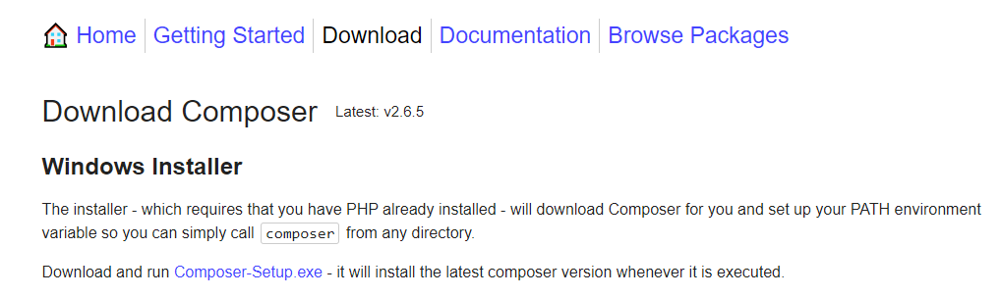 Home Getting Started Download Documentation Browse Packages
Download Composer Latest: v2.6.5
Windows Installer
The installer - which requires that you have PHP already installed - will download Composer for you and set up your PATH environment
variable so you can simply call composer from any directory.
Download and run Composer-Setup.exe - it will install the latest composer version whenever it is executed.